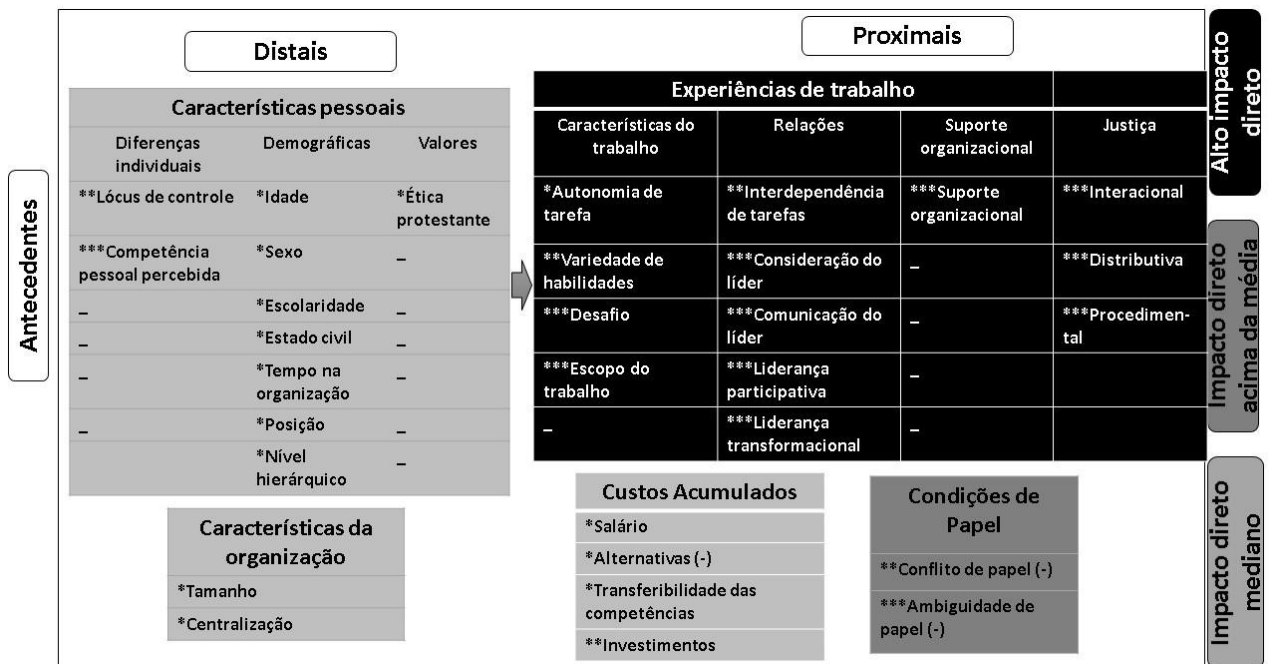 Antecedentes
Distais
Características pessoais
Diferenças
individuais
Demográficas
Valores
**Lócus de controle
*Idade
*Ética
protestante
***Competência
pessoal percebida
*Sexo
_
_
*Escolaridade
_
_
*Estado civil
_
_
*Tempo na
organização
_
_
*Posição
_
*Nível
hierárquico
_
Características da
organização
*Tamanho
*Centralização
Proximais
Experiências de trabalho
Características do
trabalho
Relações
Suporte
organizacional
Justiça
*Autonomia de
tarefa
**Interdependência
de tarefas
***Suporte
organizacional
***Interacional
**Variedade de
habilidades
***Consideração do
líder
_
***Distributiva
***Desafio
***Comunicação do
líder
_
***Procedimen-
tal
***Escopo do
trabalho
***Liderança
participativa
_
_
***Liderança
transformacional
_
Custos Acumulados
*Salário
*Alternativas (-)
*Transferibilidade das
competências
**Investimentos
Condições de
Papel
**Conflito de papel (-)
***Ambiguidade de
papel (-)
Alto impacto
direto
Impacto direto
acima da média
Impacto direto
mediano